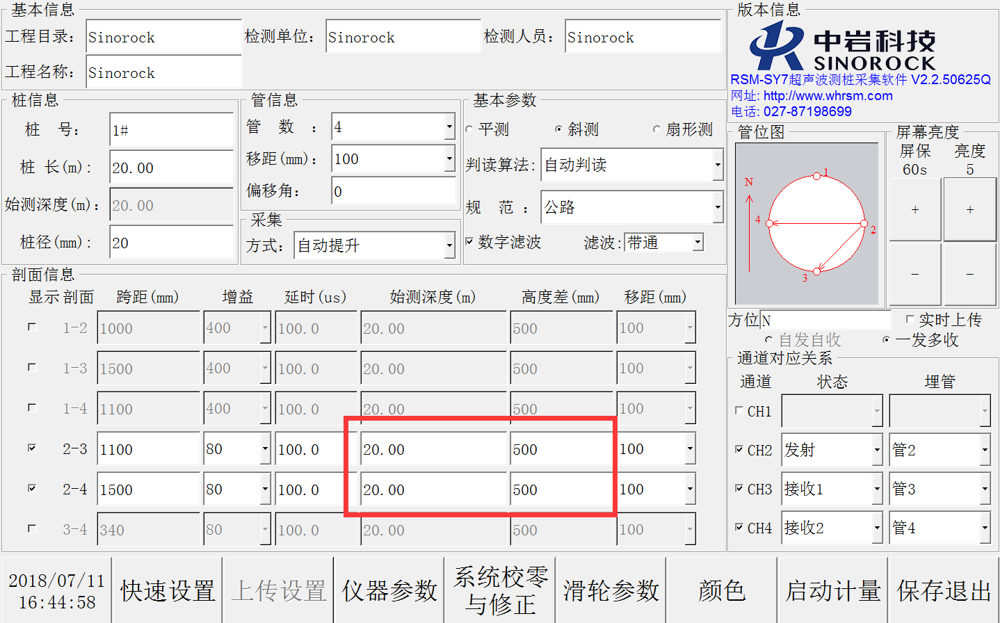 基本信息
工程目录: Sinorock 检测单位: Sinorock 检测人员: Sinorock
工程名称: Sinorock
版本信息
中岩科技
SINOROCK
RSM-SY7超声波测桩采集软件 V2.2.50625Q
网址: http://www.whrsm.com
电话: 027-87198699
桩信息
桩 号: 1#
桩 长(m): 20.00
始测深度(m): 20.00
桩径(mm): 20
管信息
管 数 : 4
移距(mm): 100
偏移角: 0
采集
方式: 自动提升
基本参数
平测 斜测 扇形测
判读算法: 自动判读
规 范 : 公路
数字滤波 滤波: 带通
管位图
N
1
2
3
4
屏幕亮度
屏保 亮度
60s 5
+ +
- -
方位 N 实时上传
自发自收 一发多收
剖面信息
显示 剖面 跨距(mm) 增益 延时(us) 始测深度(m) 高度差(mm) 移距(mm)
1-2 1000 400 100.0 20.00 500 100
1-3 1500 400 100.0 20.00 500 100
1-4 1100 400 100.0 20.00 500 100
2-3 1100 80 100.0 20.00 500 100
2-4 1500 80 100.0 20.00 500 100
3-4 340 80 100.0 20.00 500 100
通道对应关系
通道 状态 埋管
CH1
CH2 发射 管2
CH3 接收1 管3
CH4 接收2 管4
2018/07/11
16:44:58
快速设置
上传设置
仪器参数
系统校零
与修正
滑轮参数
颜色
启动计量
保存退出